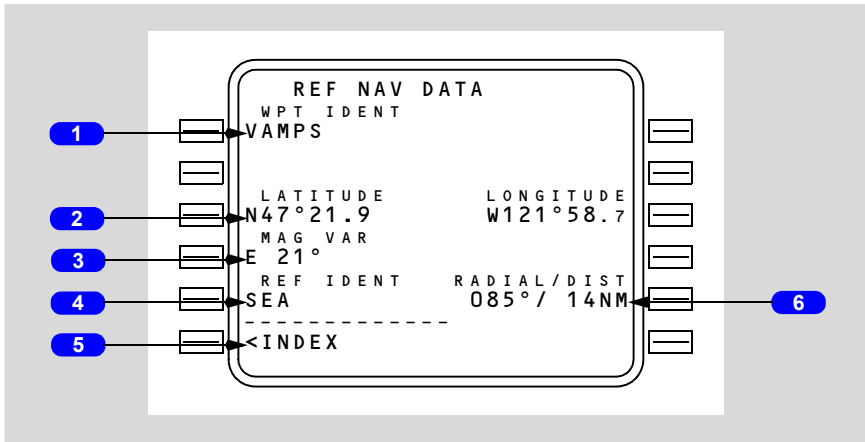 REF NAV DATA
WPT IDENT
1 VAMPS
LATITUDE LONGITUDE
2 N47°21.9 W121°58.7
MAG VAR
3 E 21°
REF IDENT RADIAL/DIST
4 SEA 085°/ 14NM 6
-------------
5 <INDEX